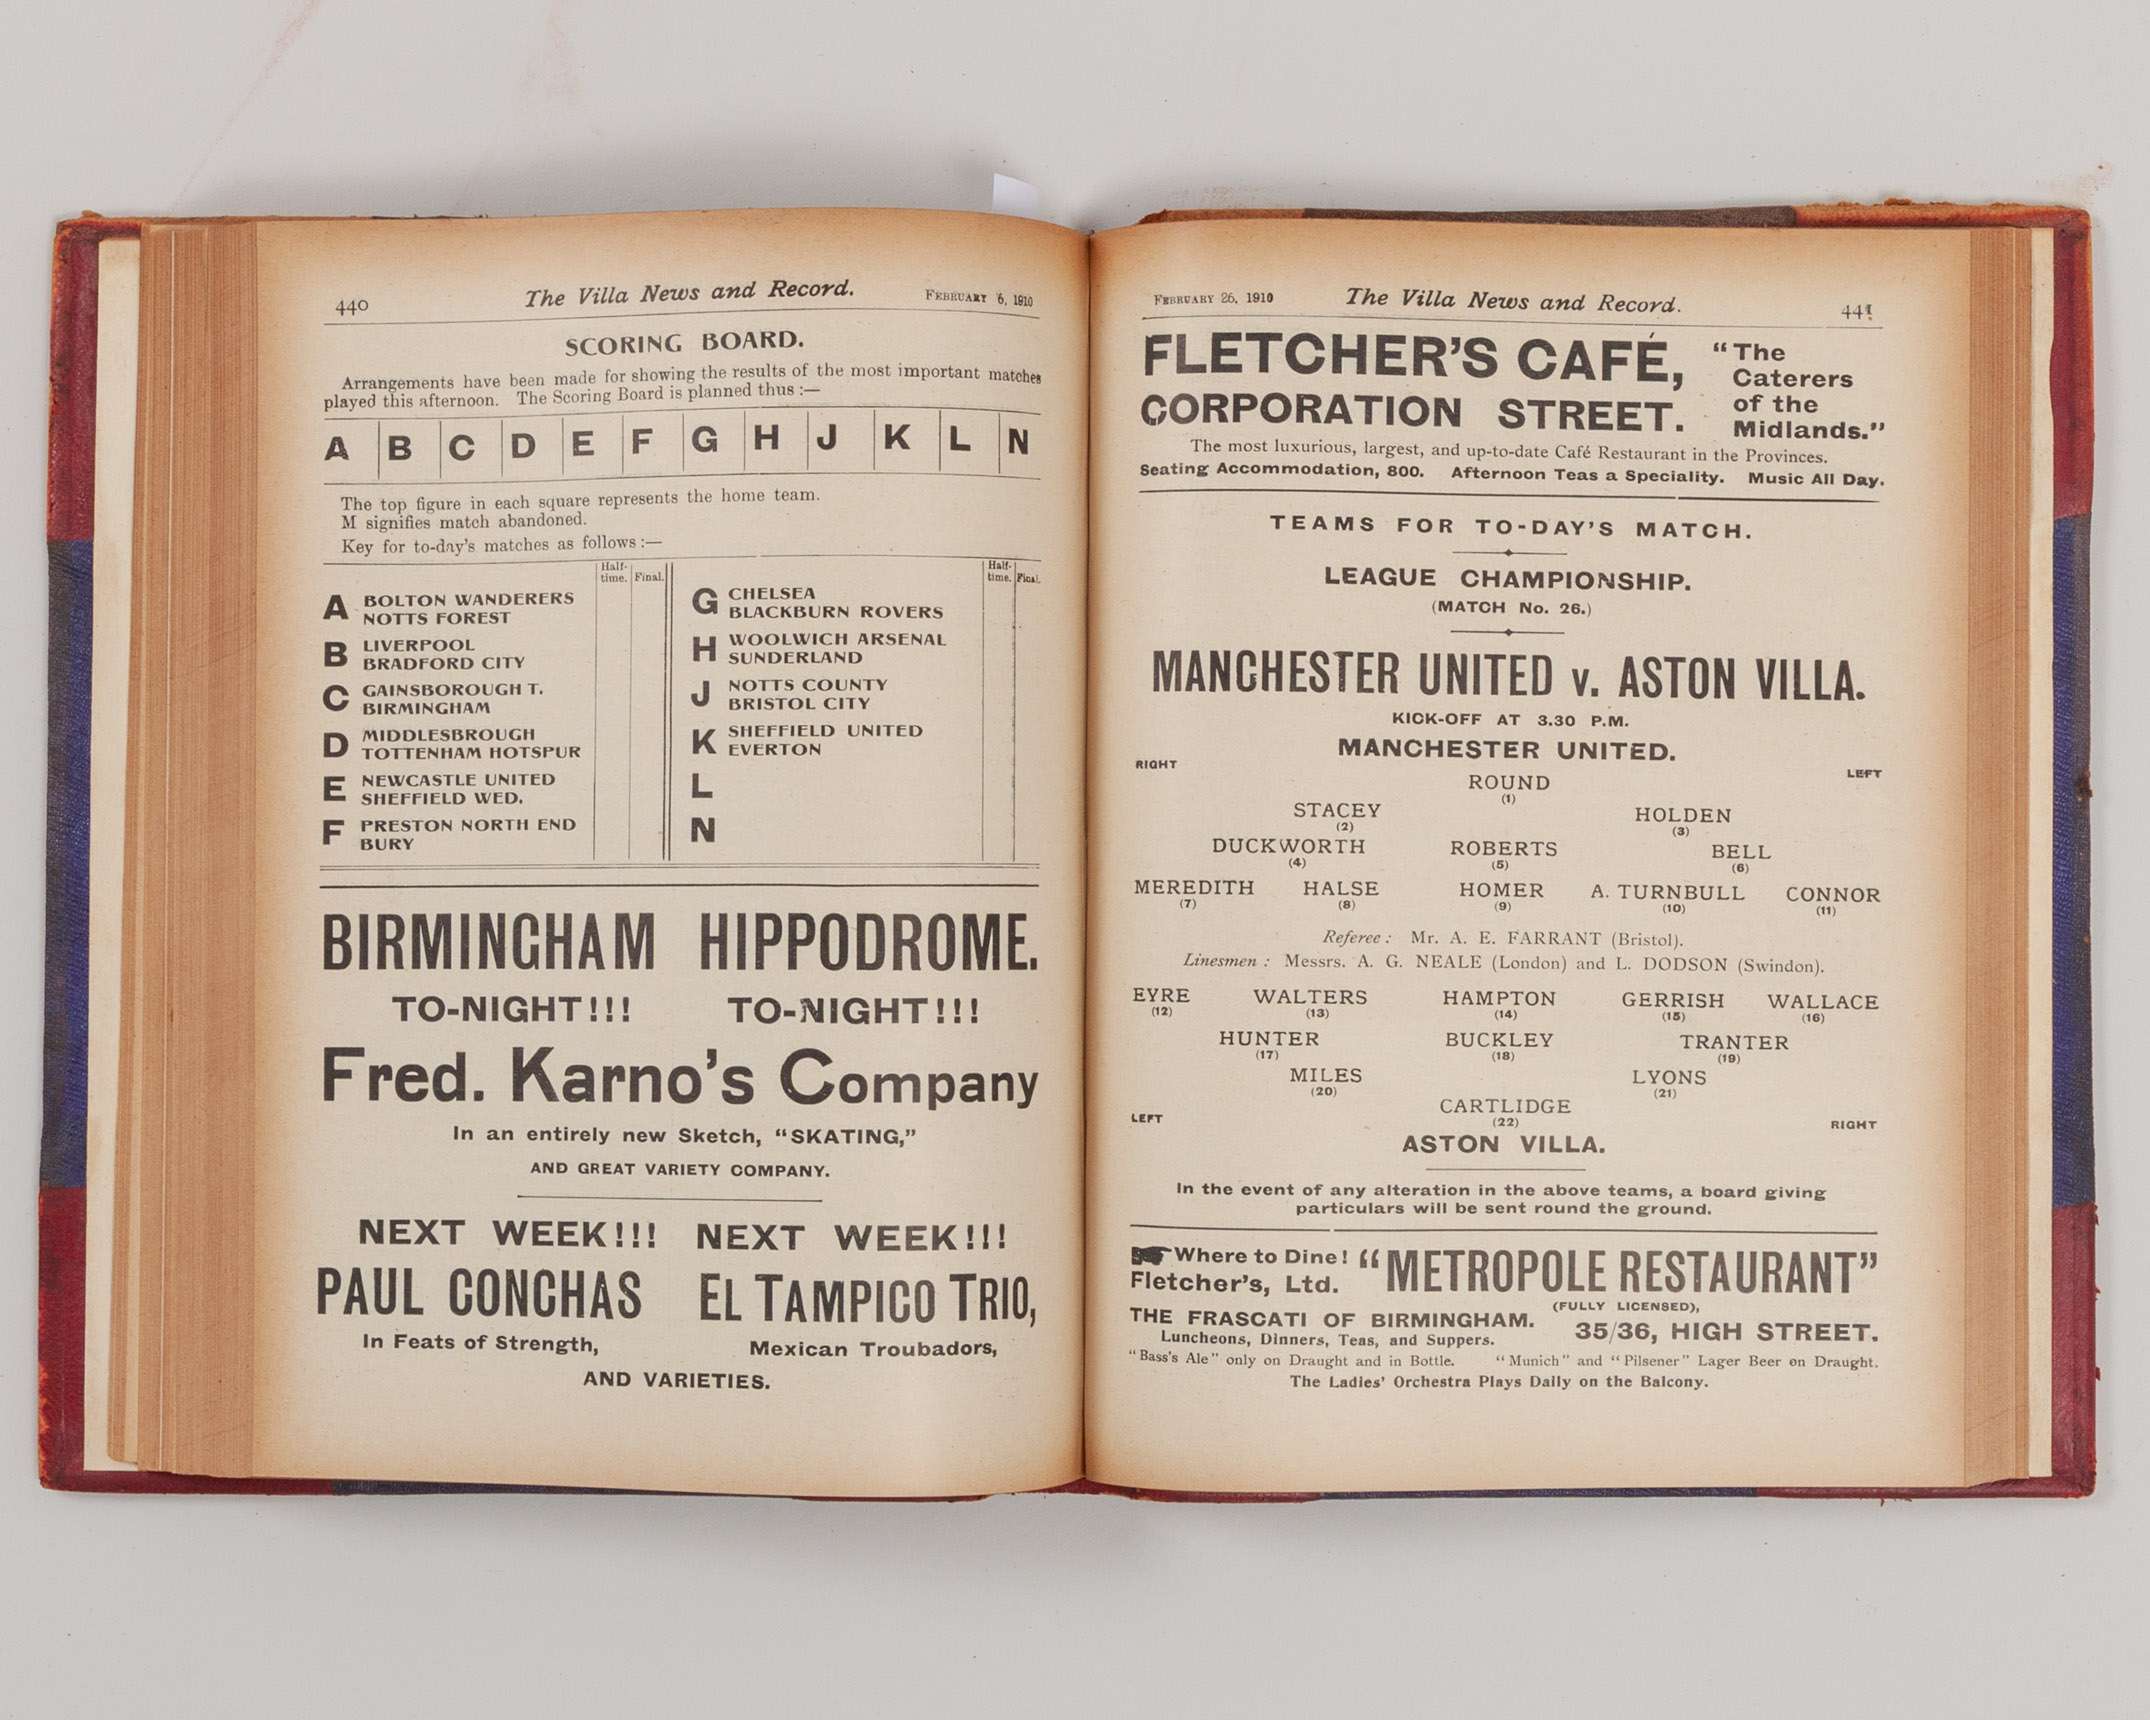 440 The Villa News and Record. FEBRUARY 6, 1910
SCORING BOARD.
Arrangements have been made for showing the results of the most important matches
played this afternoon. The Scoring Board is planned thus :—
A B C D E F G H J K L N
The top figure in each square represents the home team.
M signifies match abandoned.
Key for to-day's matches as follows :—
Half-time. Final.
A BOLTON WANDERERS
NOTTS FOREST
B LIVERPOOL
BRADFORD CITY
C GAINSBOROUGH T.
BIRMINGHAM
D MIDDLESBROUGH
TOTTENHAM HOTSPUR
E NEWCASTLE UNITED
SHEFFIELD WED.
F PRESTON NORTH END
BURY
Half-time. Final.
G CHELSEA
BLACKBURN ROVERS
H WOOLWICH ARSENAL
SUNDERLAND
J NOTTS COUNTY
BRISTOL CITY
K SHEFFIELD UNITED
EVERTON
L
N
BIRMINGHAM HIPPODROME.
TO-NIGHT!!! TO-NIGHT!!!
Fred. Karno's Company
In an entirely new Sketch, "SKATING,"
AND GREAT VARIETY COMPANY.
NEXT WEEK!!! NEXT WEEK!!!
PAUL CONCHAS EL TAMPICO TRIO,
In Feats of Strength, Mexican Troubadors,
AND VARIETIES.
FEBRUARY 26, 1910 The Villa News and Record. 441
FLETCHER'S CAFÉ,
CORPORATION STREET.
"The
Caterers
of the
Midlands."
The most luxurious, largest, and up-to-date Café Restaurant in the Provinces.
Seating Accommodation, 800. Afternoon Teas a Speciality. Music All Day.
TEAMS FOR TO-DAY'S MATCH.
LEAGUE CHAMPIONSHIP.
(MATCH No. 26.)
MANCHESTER UNITED v. ASTON VILLA.
KICK-OFF AT 3.30 P.M.
MANCHESTER UNITED.
RIGHT LEFT
ROUND
(1)
STACEY HOLDEN
(2) (3)
DUCKWORTH ROBERTS BELL
(4) (5) (6)
MEREDITH HALSE HOMER A. TURNBULL CONNOR
(7) (8) (9) (10) (11)
Referee : Mr. A. E. FARRANT (Bristol).
Linesmen : Messrs. A. G. NEALE (London) and L. DODSON (Swindon).
EYRE WALTERS HAMPTON GERRISH WALLACE
(12) (13) (14) (15) (16)
HUNTER BUCKLEY TRANTER
(17) (18) (19)
MILES LYONS
(20) (21)
CARTLIDGE
(22)
LEFT RIGHT
ASTON VILLA.
In the event of any alteration in the above teams, a board giving
particulars will be sent round the ground.
Where to Dine!
Fletcher's, Ltd.
"METROPOLE RESTAURANT"
(FULLY LICENSED),
THE FRASCATI OF BIRMINGHAM.
35/36, HIGH STREET.
Luncheons, Dinners, Teas, and Suppers.
"Bass's Ale" only on Draught and in Bottle. "Munich" and "Pilsener" Lager Beer on Draught.
The Ladies' Orchestra Plays Daily on the Balcony.